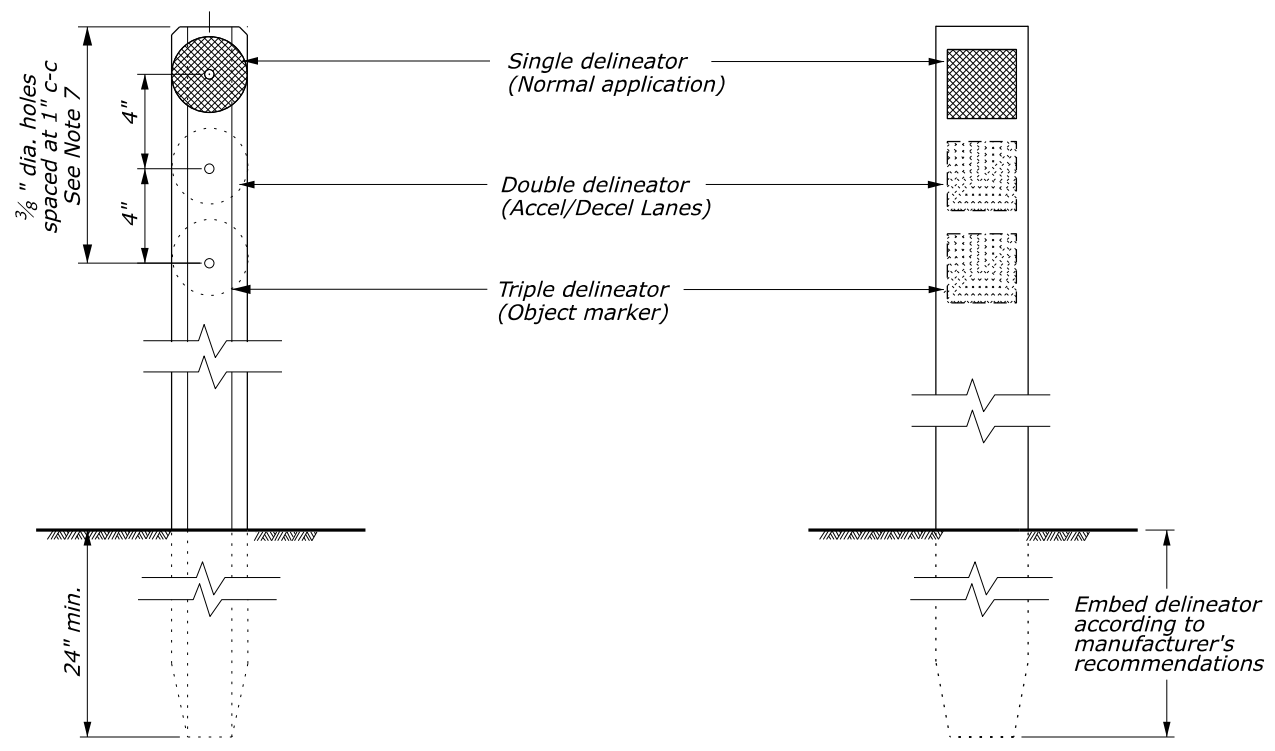 3/8 " dia. holes
spaced at 1" c-c
See Note 7
4"
4"
Single delineator
(Normal application)
Double delineator
(Accel/Decel Lanes)
Triple delineator
(Object marker)
24" min.
Embed delineator
according to
manufacturer's
recommendations